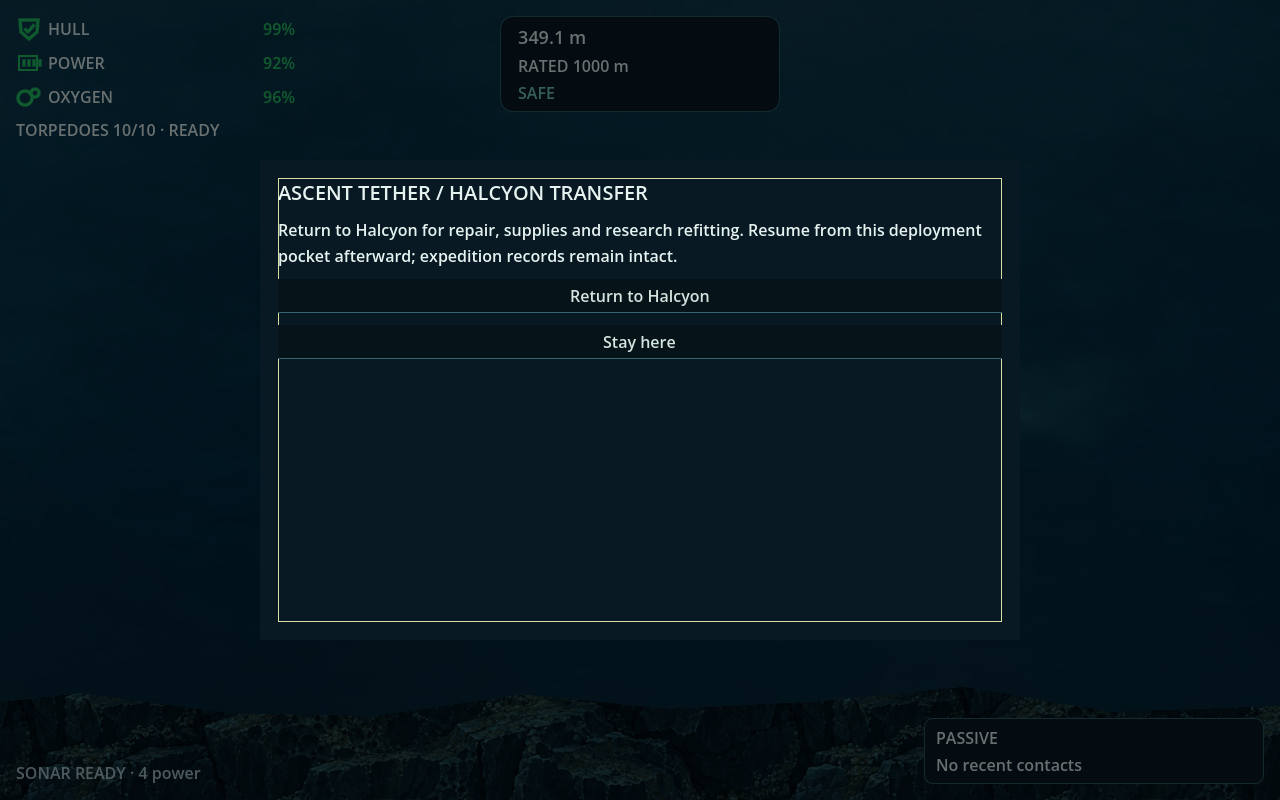 HULL 99%
POWER 92%
OXYGEN 96%
TORPEDOES 10/10 · READY
349.1 m
RATED 1000 m
SAFE
ASCENT TETHER / HALCYON TRANSFER
Return to Halcyon for repair, supplies and research refitting. Resume from this deployment
pocket afterward; expedition records remain intact.
Return to Halcyon
Stay here
PASSIVE
No recent contacts
SONAR READY · 4 power